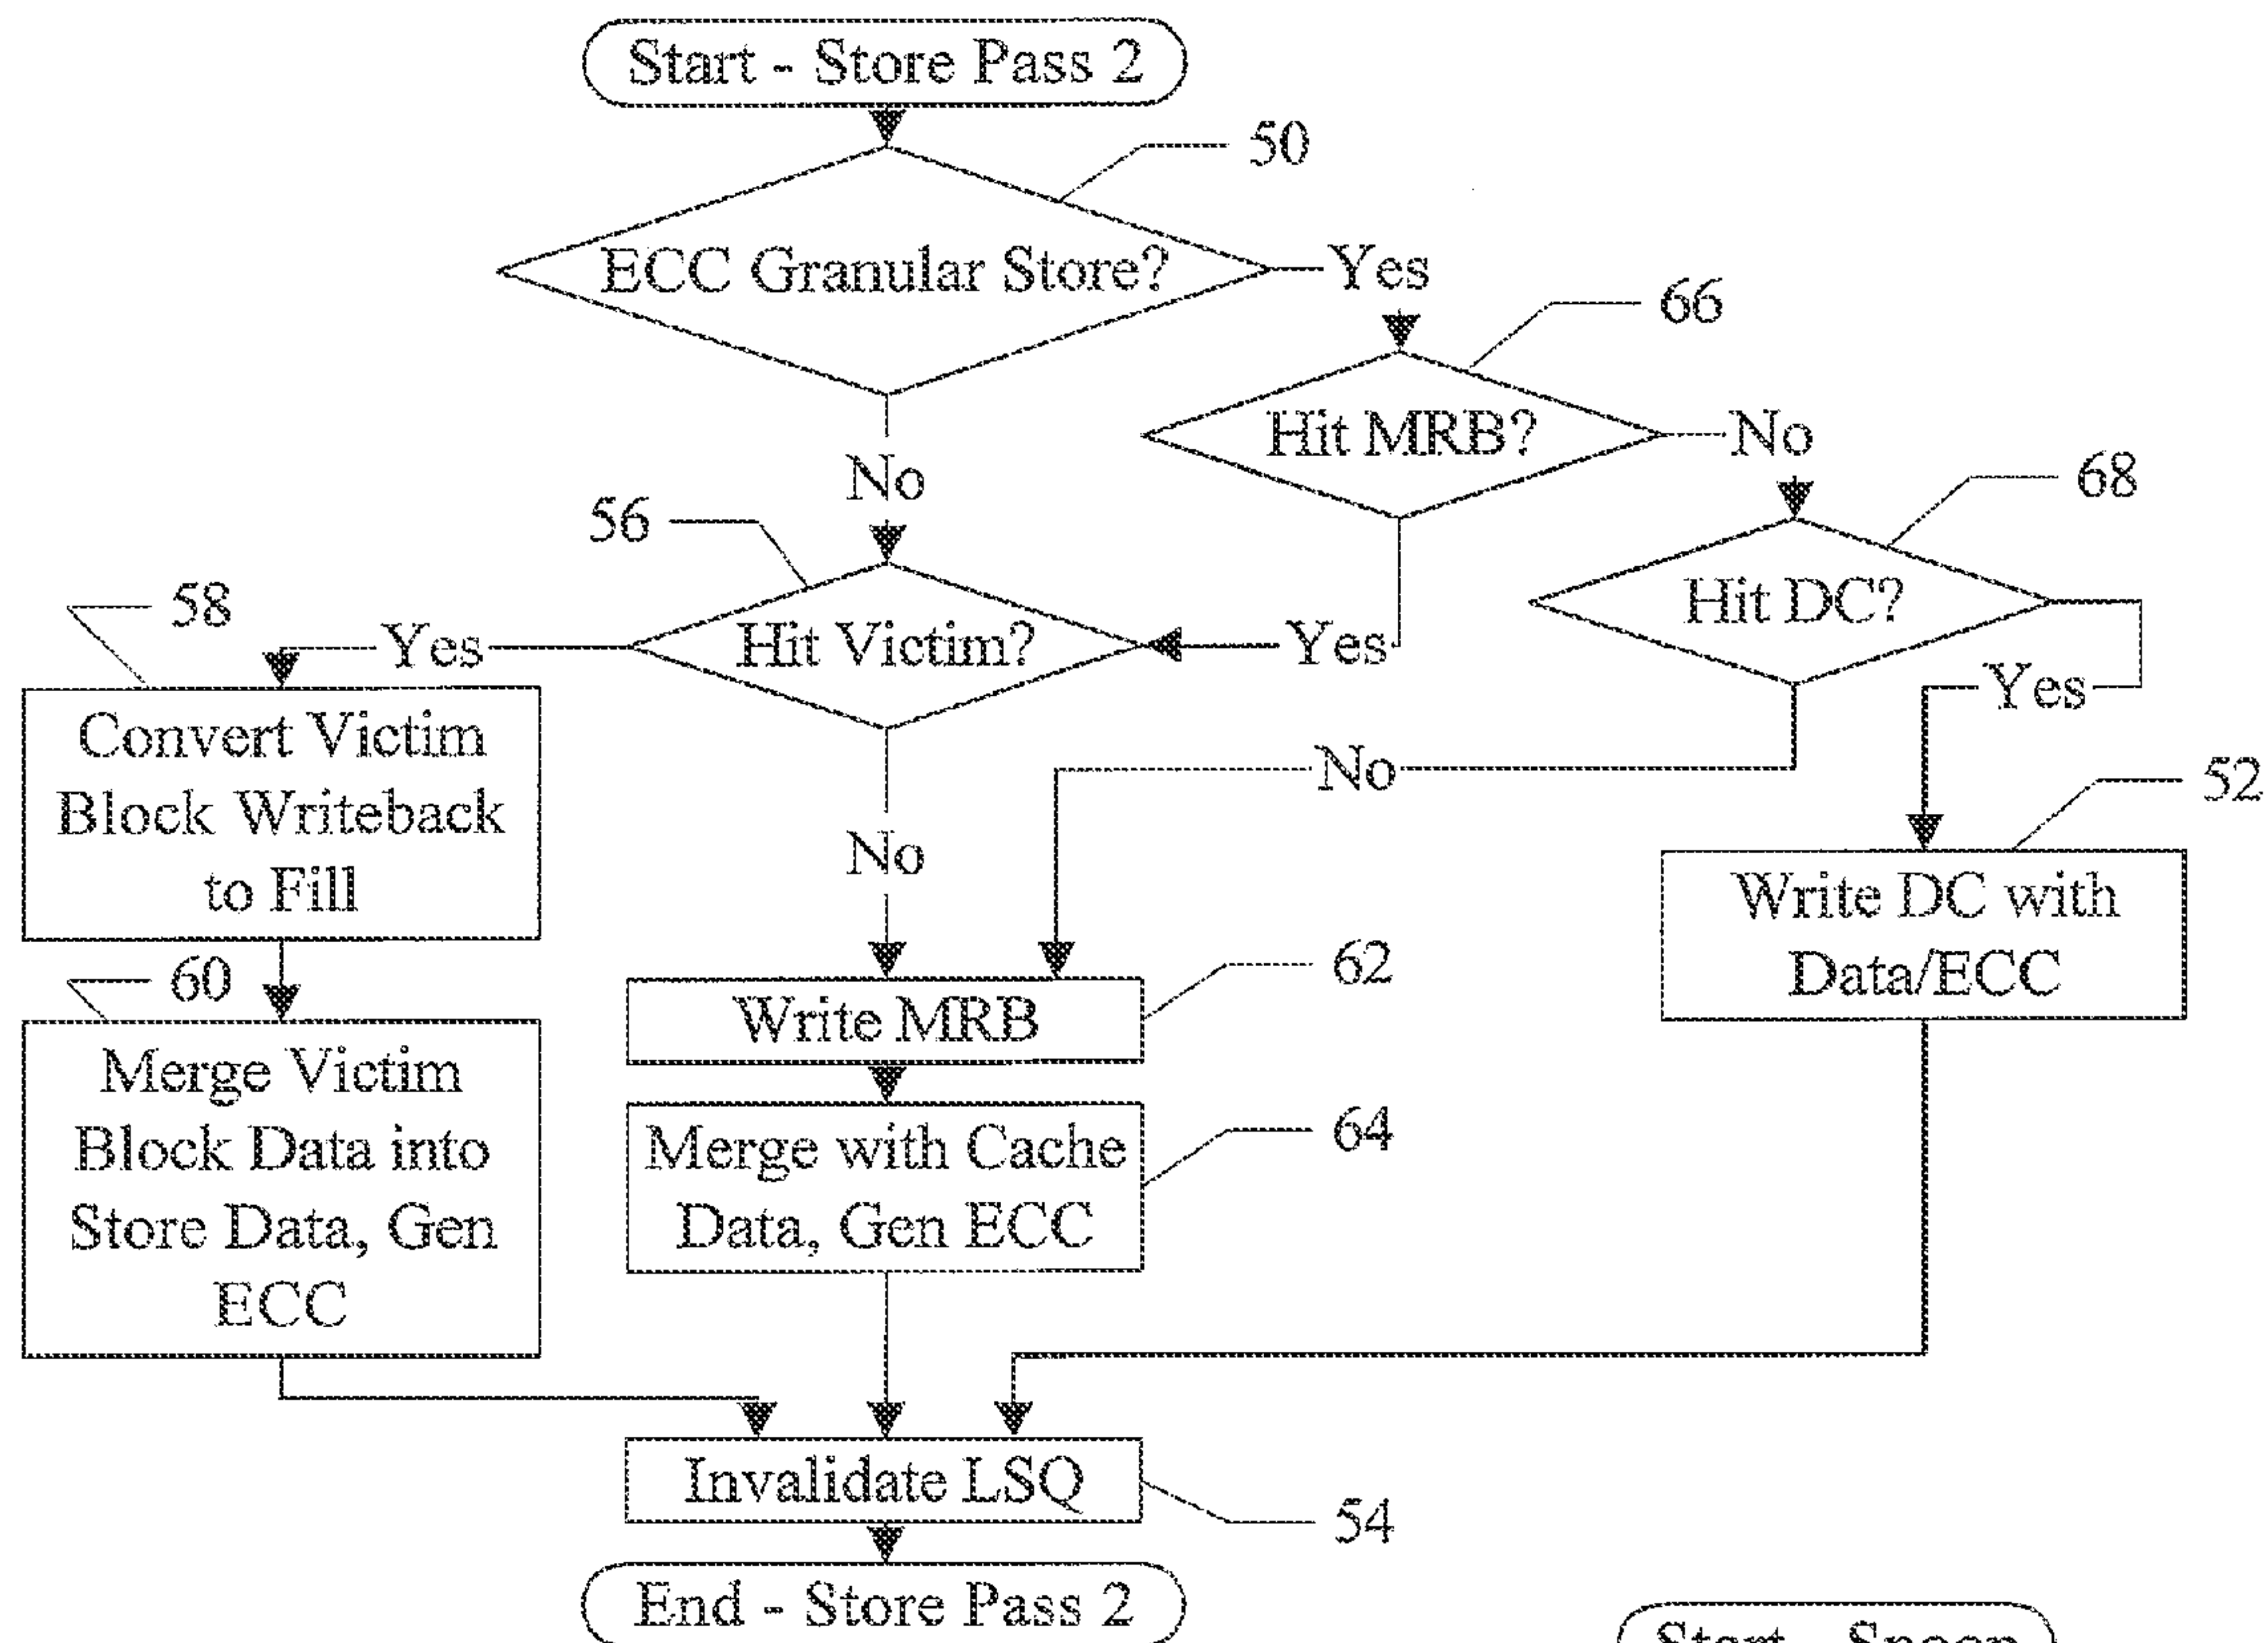 Start - Store Pass 2
50
ECC Granular Store?
Yes
66
Hit MRB?
No
No
68
56
Hit DC?
58
Yes
Hit Victim?
Yes
Yes
Convert Victim
Block Writeback
to Fill
No
No
52
Write DC with
Data/ECC
60
62
Write MRB
Merge Victim
Block Data into
Store Data, Gen
ECC
64
Merge with Cache
Data, Gen ECC
Invalidate LSQ
54
End - Store Pass 2
Start - Snoop